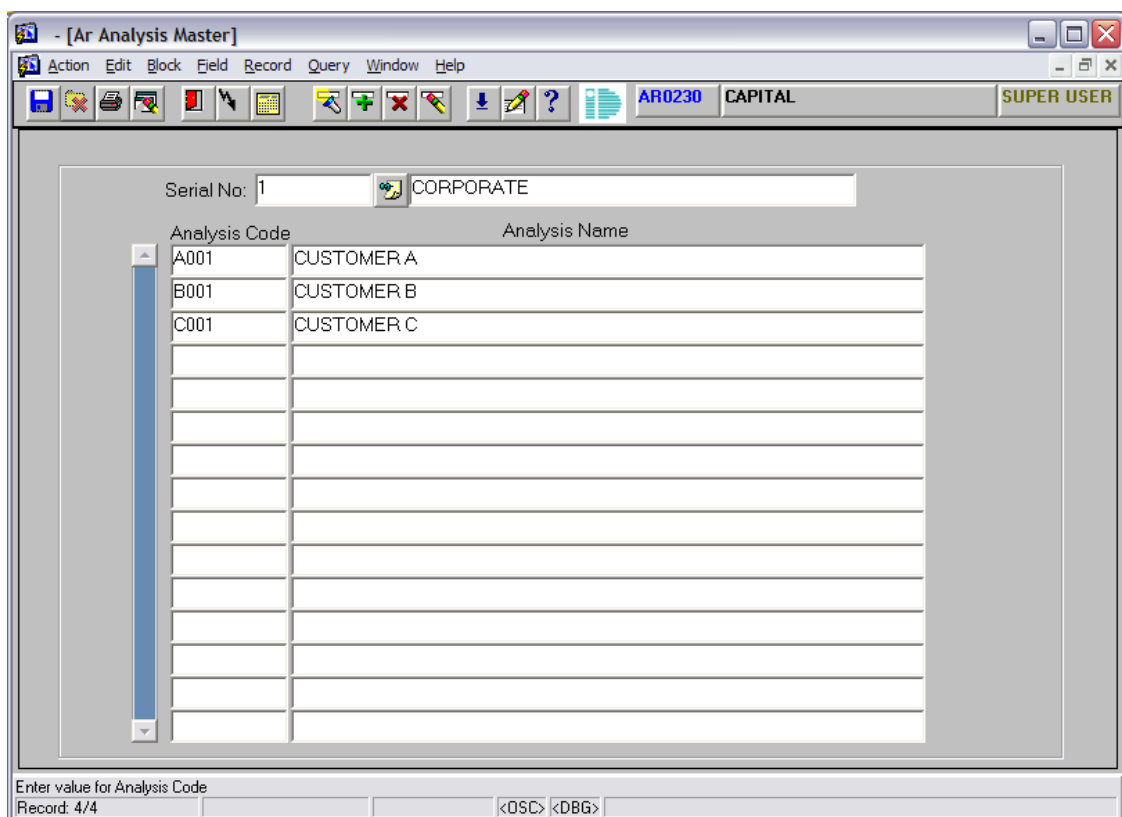 - [Ar Analysis Master]
Action Edit Block Field Record Query Window Help
AR0230 CAPITAL SUPER USER
Serial No: 1 CORPORATE
Analysis Code Analysis Name
A001 CUSTOMER A
B001 CUSTOMER B
C001 CUSTOMER C
Enter value for Analysis Code
Record: 4/4 <OSC> <DBG>